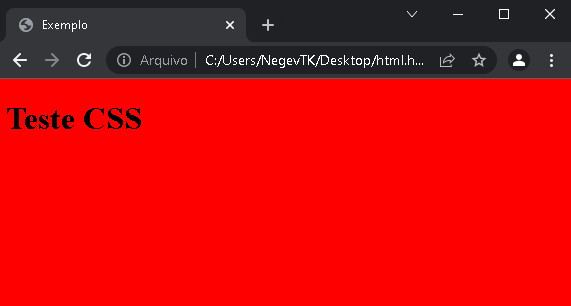 Exemplo
Arquivo C:/Users/NegevTK/Desktop/html.h...
Teste CSS